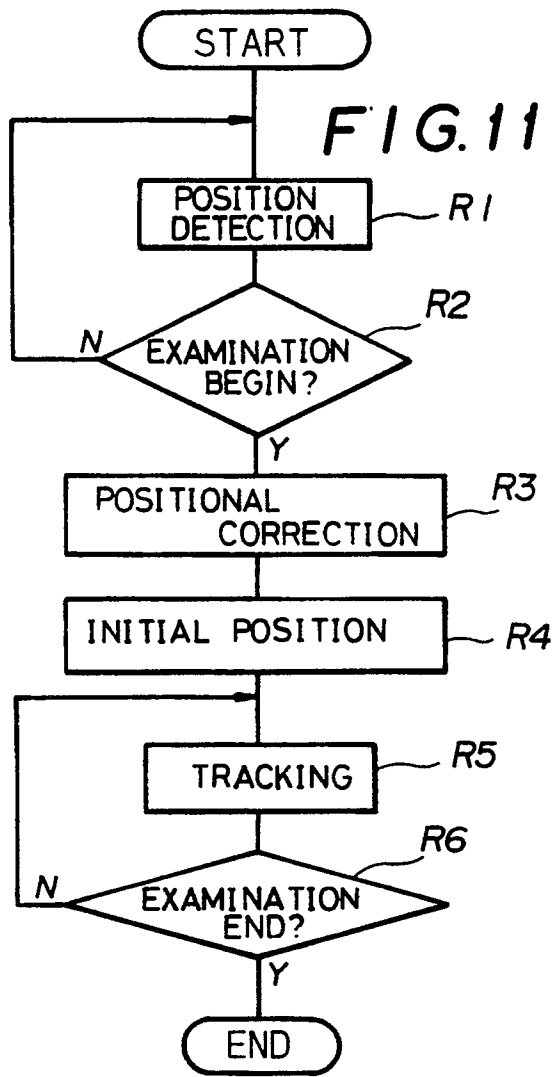 START
FIG. 11
POSITION
DETECTION
R1
R2
EXAMINATION
BEGIN?
N
Y
POSITIONAL
CORRECTION
R3
INITIAL POSITION
R4
TRACKING
R5
R6
EXAMINATION
END?
N
Y
END